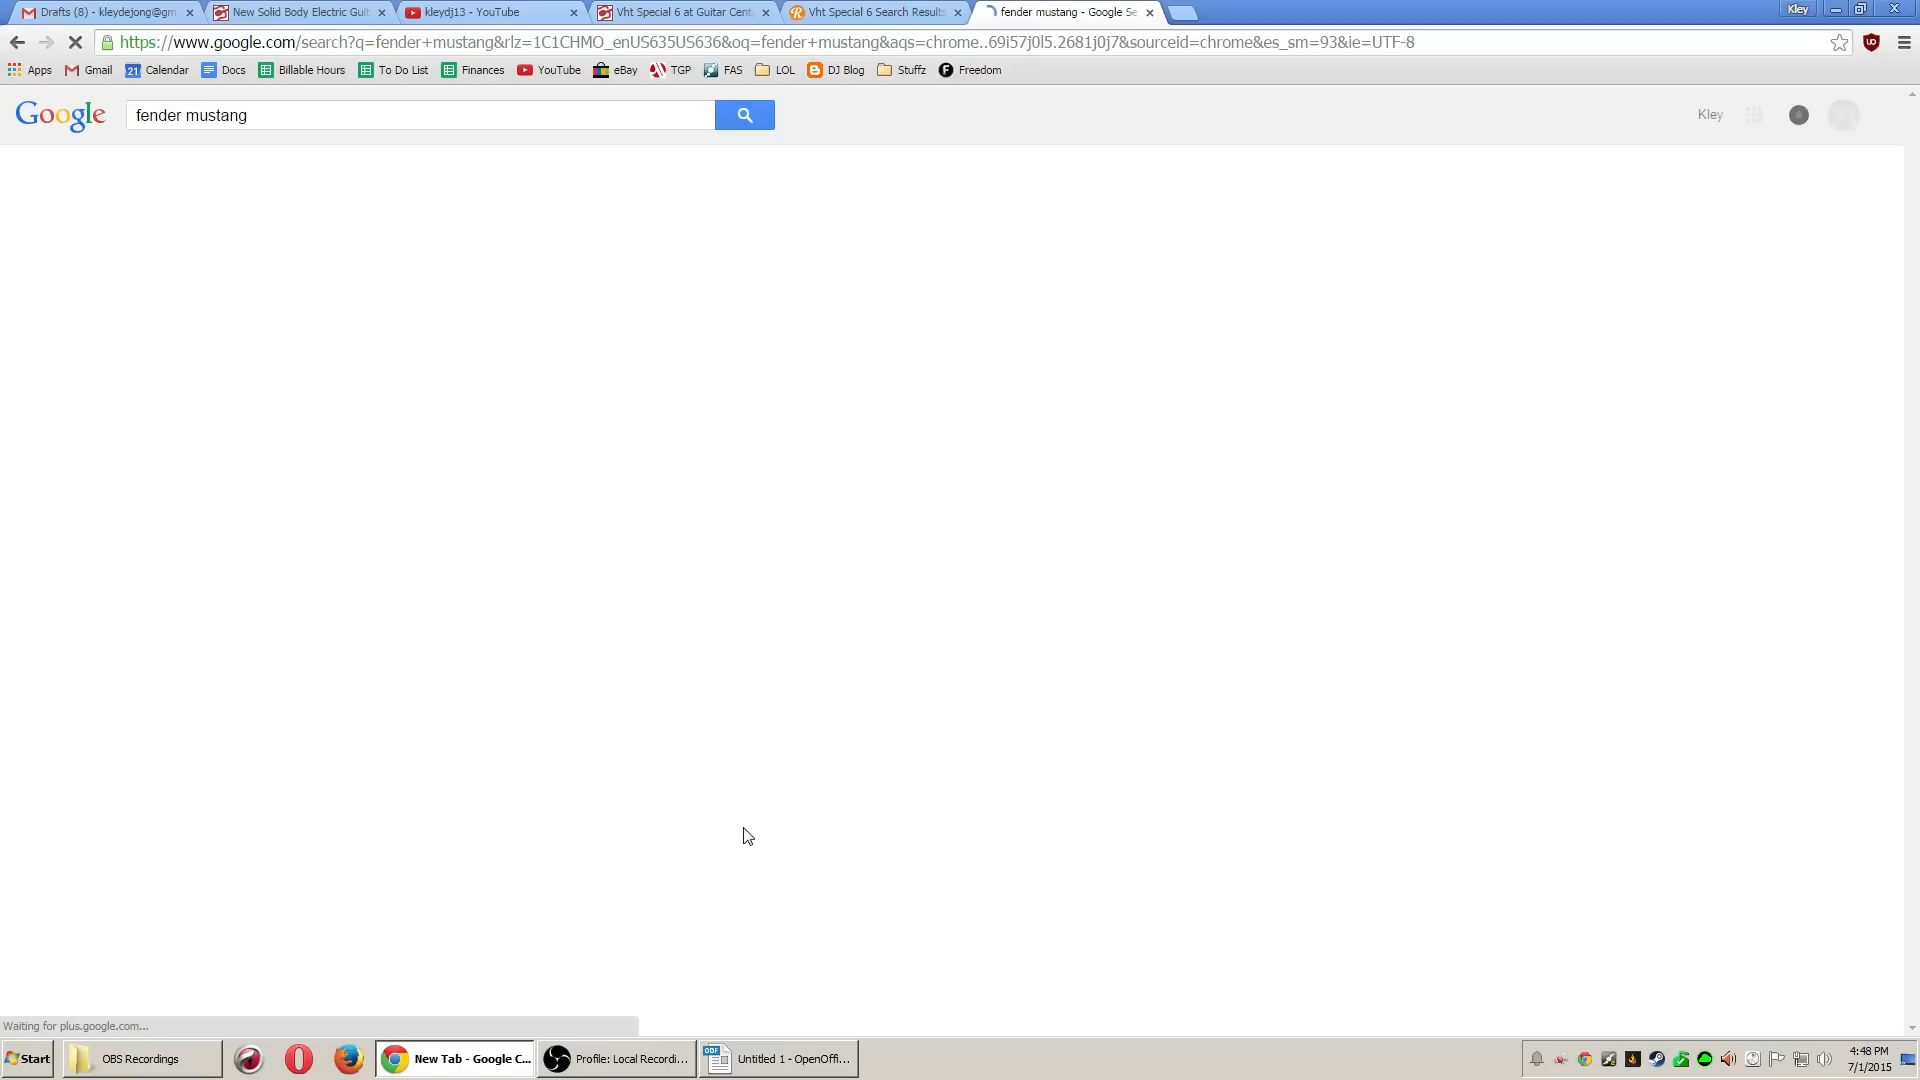 Drafts (8) - kleydejong@gm
New Solid Body Electric Guit
kleydj13 - YouTube
Vht Special 6 at Guitar Cent
Vht Special 6 Search Results
fender mustang - Google Se
Kley
https://www.google.com/search?q=fender+mustang&rlz=1C1CHMO_enUS635US636&oq=fender+mustang&aqs=chrome..69i57j0l5.2681j0j7&sourceid=chrome&es_sm=93&ie=UTF-8
Apps
Gmail
21 Calendar
Docs
Billable Hours
To Do List
Finances
YouTube
eBay
TGP
FAS
LOL
DJ Blog
Stuffz
Freedom
Google
fender mustang
Kley
Waiting for plus.google.com...
Start
OBS Recordings
New Tab - Google C...
Profile: Local Recordi...
Untitled 1 - OpenOffi...
4:48 PM
7/1/2015